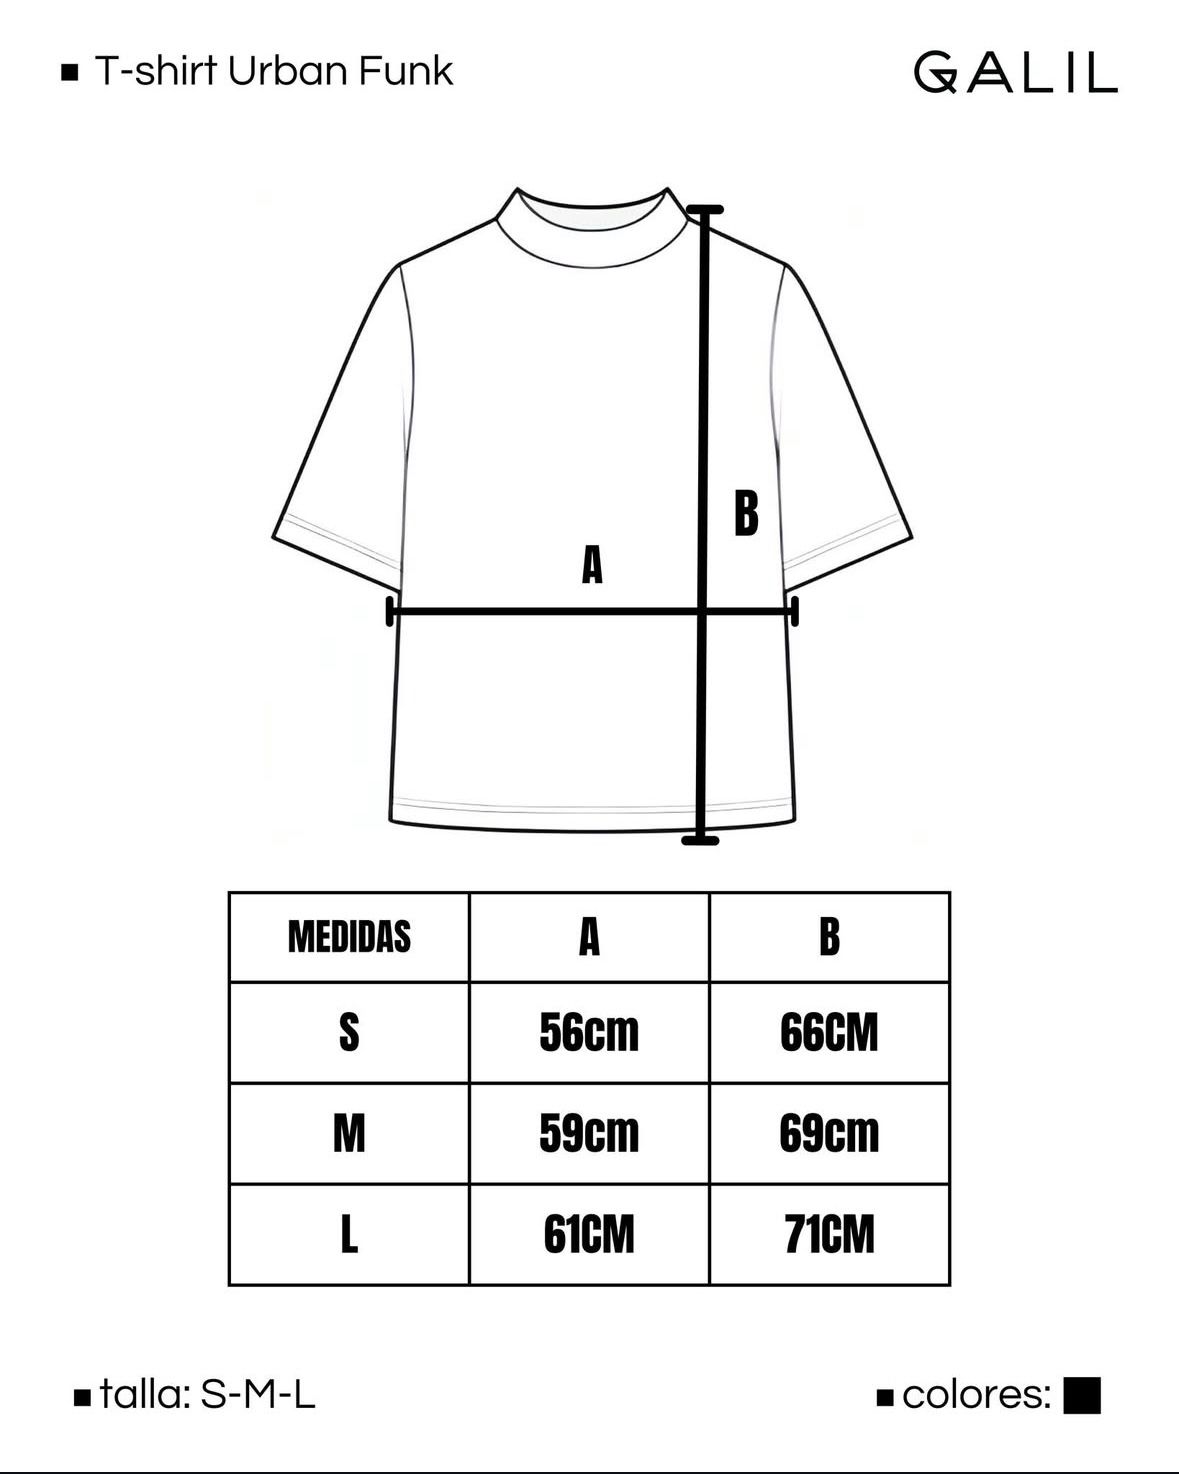 T-shirt Urban Funk
GALIL
B
A
MEDIDAS A B
S 56cm 66CM
M 59cm 69cm
L 61CM 71CM
talla: S-M-L
colores: